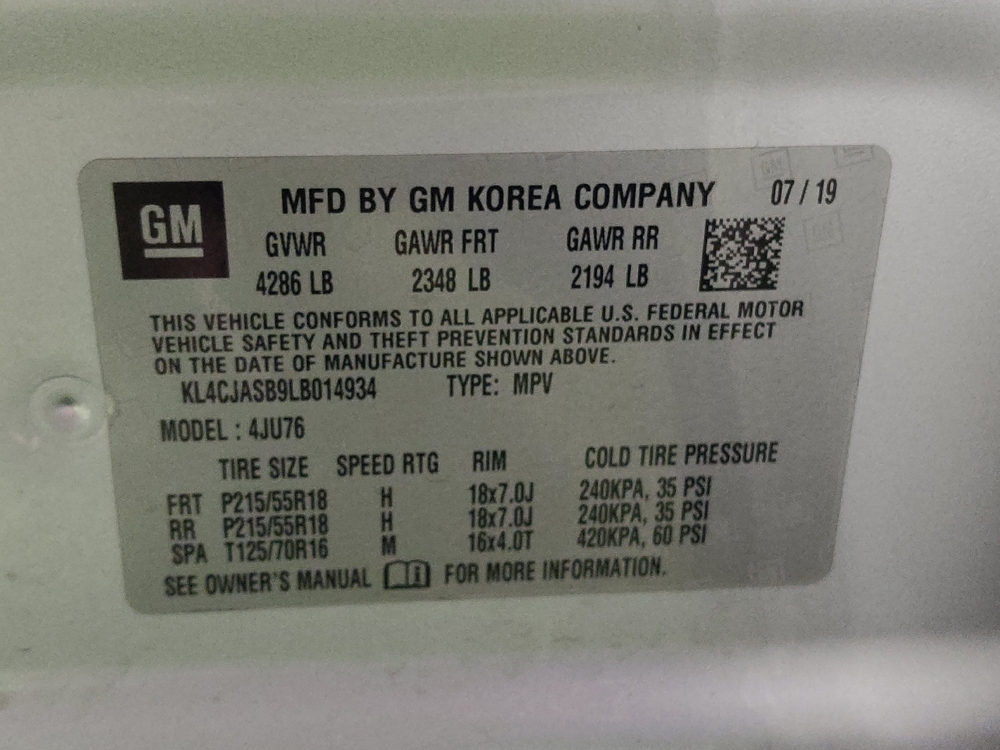 GM
MFD BY GM KOREA COMPANY 07 / 19
GVWR GAWR FRT GAWR RR
4286 LB 2348 LB 2194 LB
THIS VEHICLE CONFORMS TO ALL APPLICABLE U.S. FEDERAL MOTOR
VEHICLE SAFETY AND THEFT PREVENTION STANDARDS IN EFFECT
ON THE DATE OF MANUFACTURE SHOWN ABOVE.
KL4CJASB9LB014934 TYPE: MPV
MODEL : 4JU76
TIRE SIZE SPEED RTG RIM COLD TIRE PRESSURE
FRT P215/55R18 H 18x7.0J 240KPA, 35 PSI
RR P215/55R18 H 18x7.0J 240KPA, 35 PSI
SPA T125/70R16 M 16x4.0T 420KPA, 60 PSI
SEE OWNER'S MANUAL FOR MORE INFORMATION.